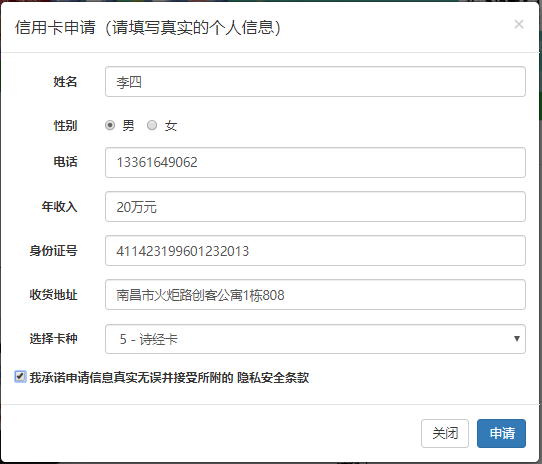 信用卡申请（请填写真实的个人信息） ×
姓名 李四
性别 男 女
电话 13361649062
年收入 20万元
身份证号 411423199601232013
收货地址 南昌市火炬路创客公寓1栋808
选择卡种 5 - 诗经卡
我承诺申请信息真实无误并接受所附的 隐私安全条款
关闭 申请